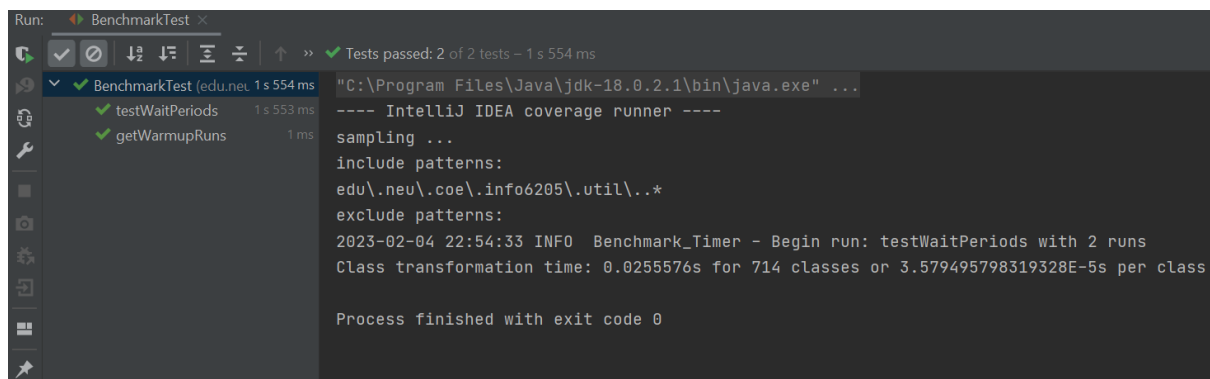 Run: BenchmarkTest ×
» Tests passed: 2 of 2 tests – 1 s 554 ms
BenchmarkTest (edu.neu. 1 s 554 ms
testWaitPeriods 1 s 553 ms
getWarmupRuns 1 ms
"C:\Program Files\Java\jdk-18.0.2.1\bin\java.exe" ...
---- IntelliJ IDEA coverage runner ----
sampling ...
include patterns:
edu\.neu\.coe\.info6205\.util\..*
exclude patterns:
2023-02-04 22:54:33 INFO  Benchmark_Timer - Begin run: testWaitPeriods with 2 runs
Class transformation time: 0.0255576s for 714 classes or 3.579495798319328E-5s per class
Process finished with exit code 0